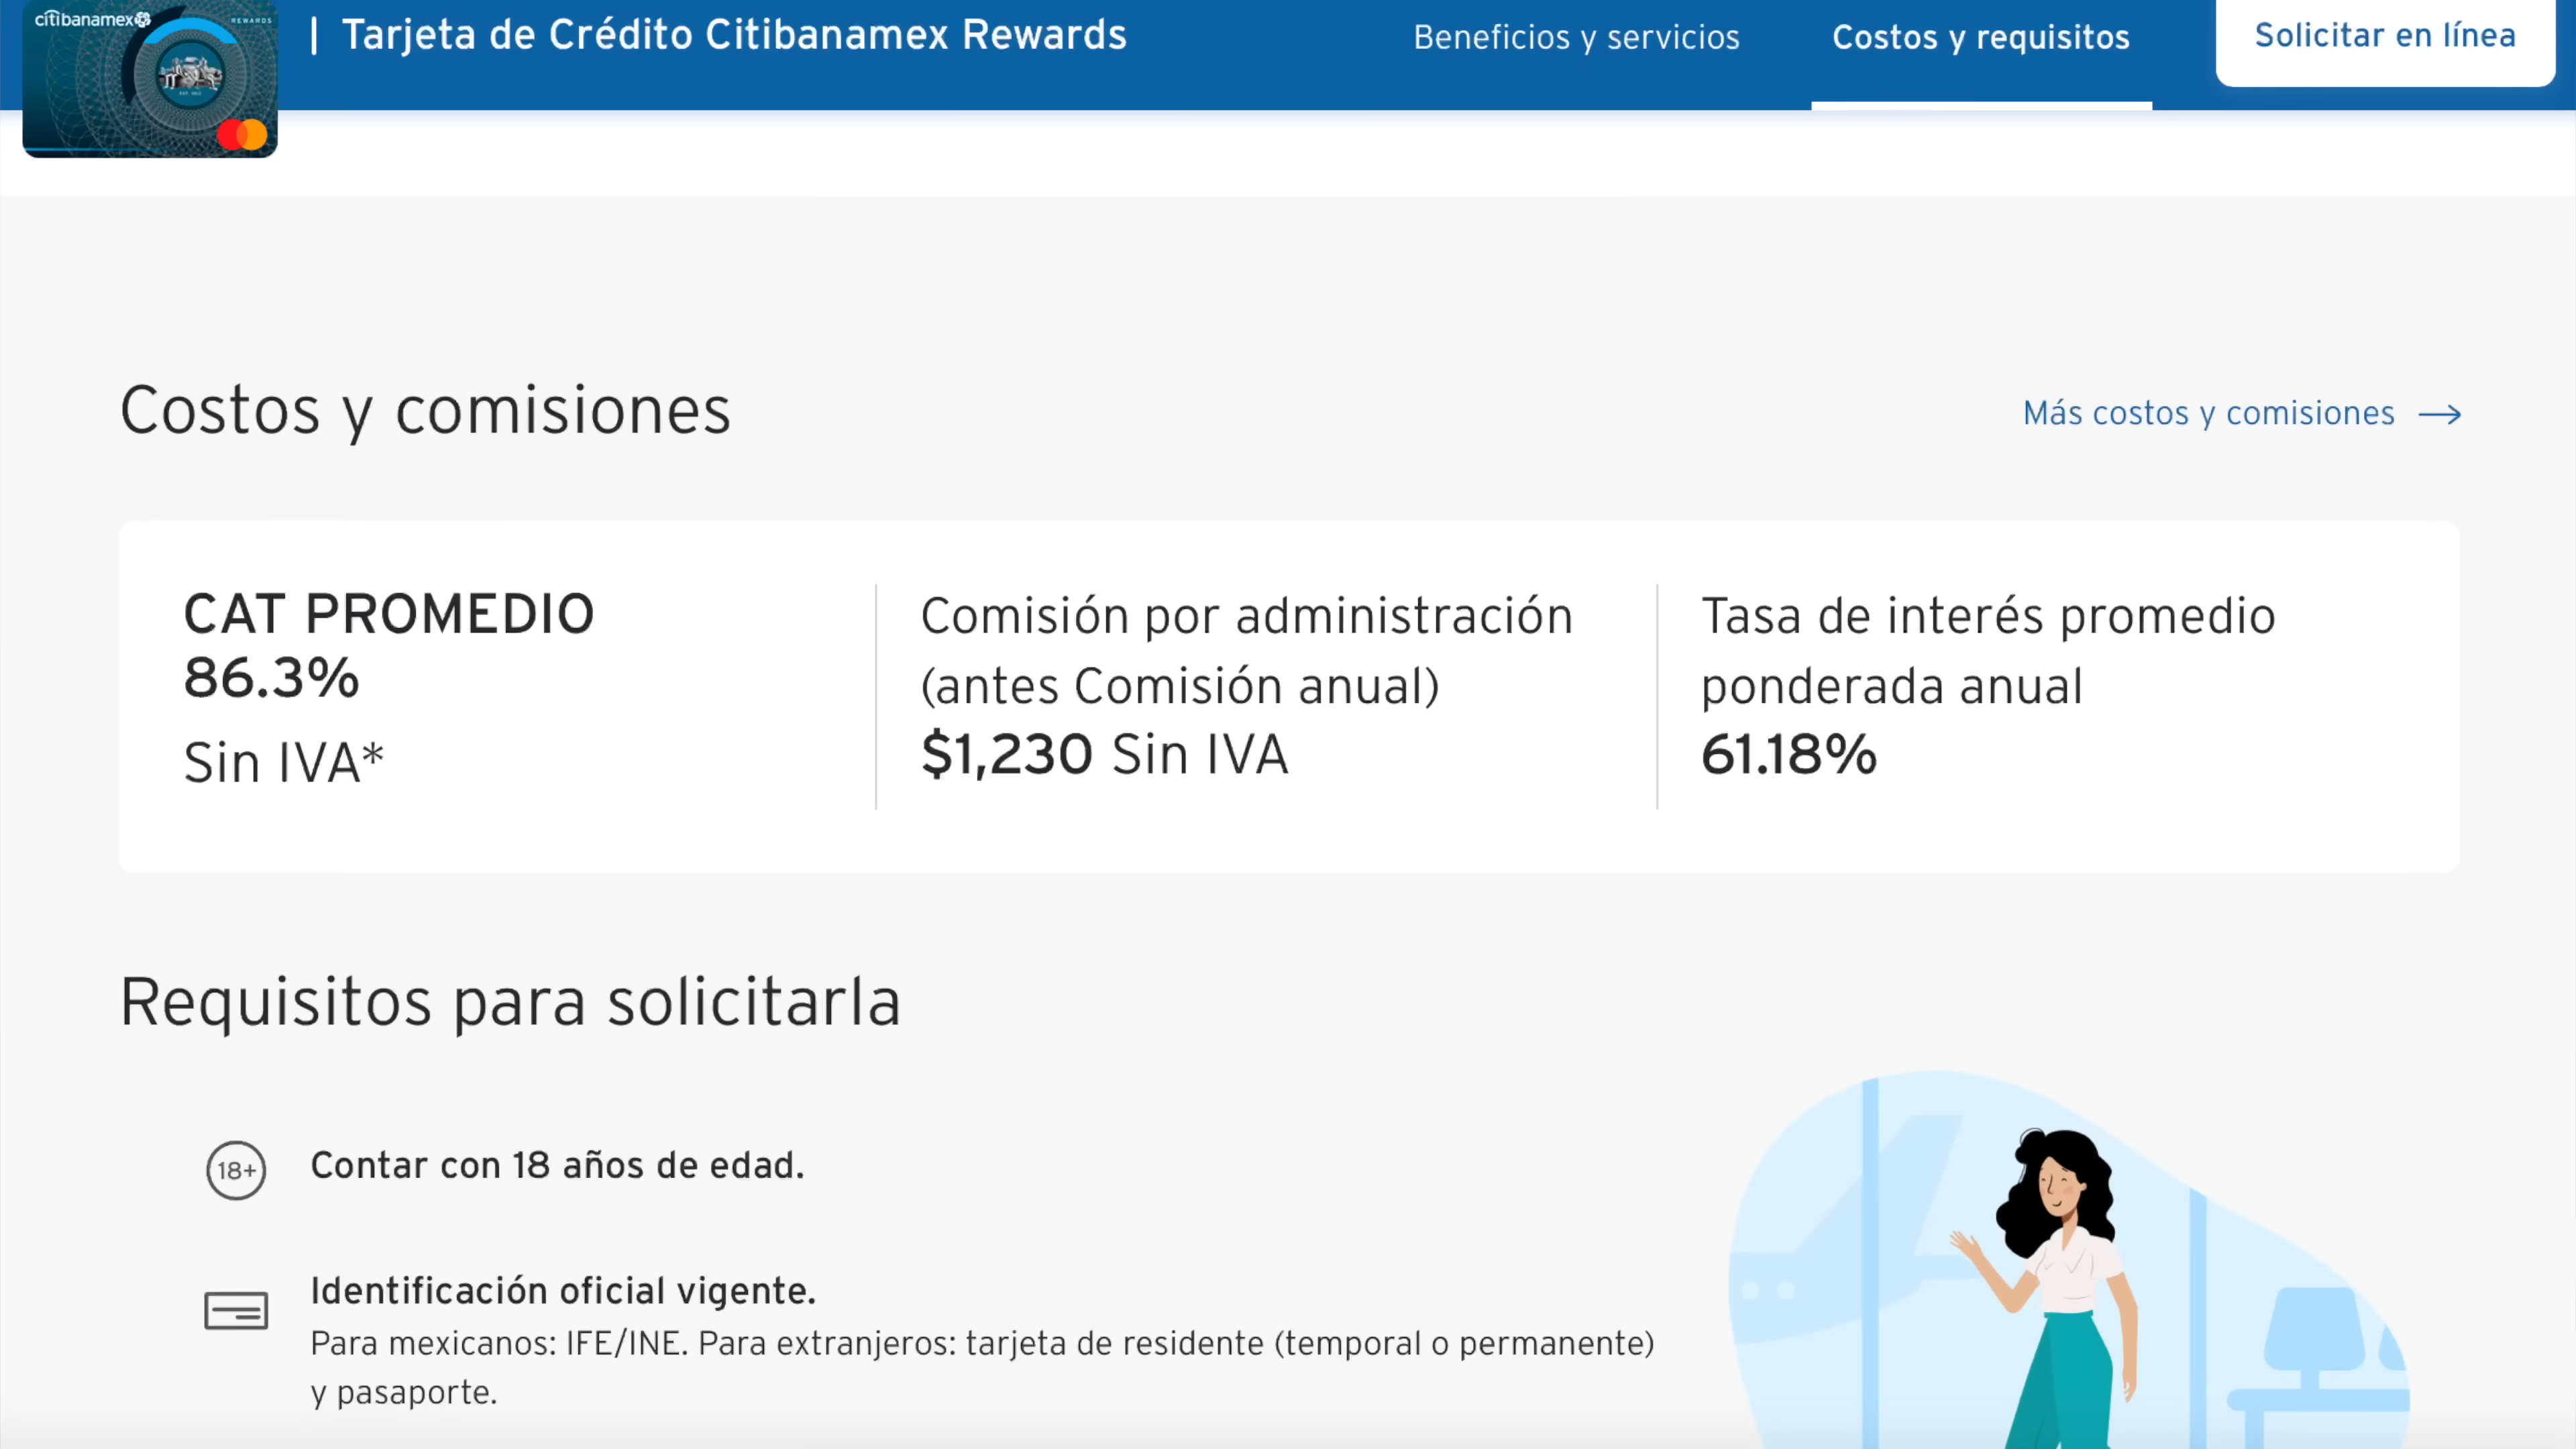 citibanamex
REWARDS
| Tarjeta de Crédito Citibanamex Rewards
Beneficios y servicios
Costos y requisitos
Solicitar en línea
Costos y comisiones
Más costos y comisiones →
CAT PROMEDIO
86.3%
Sin IVA*
Comisión por administración
(antes Comisión anual)
$1,230 Sin IVA
Tasa de interés promedio
ponderada anual
61.18%
Requisitos para solicitarla
18+
Contar con 18 años de edad.
Identificación oficial vigente.
Para mexicanos: IFE/INE. Para extranjeros: tarjeta de residente (temporal o permanente)
y pasaporte.